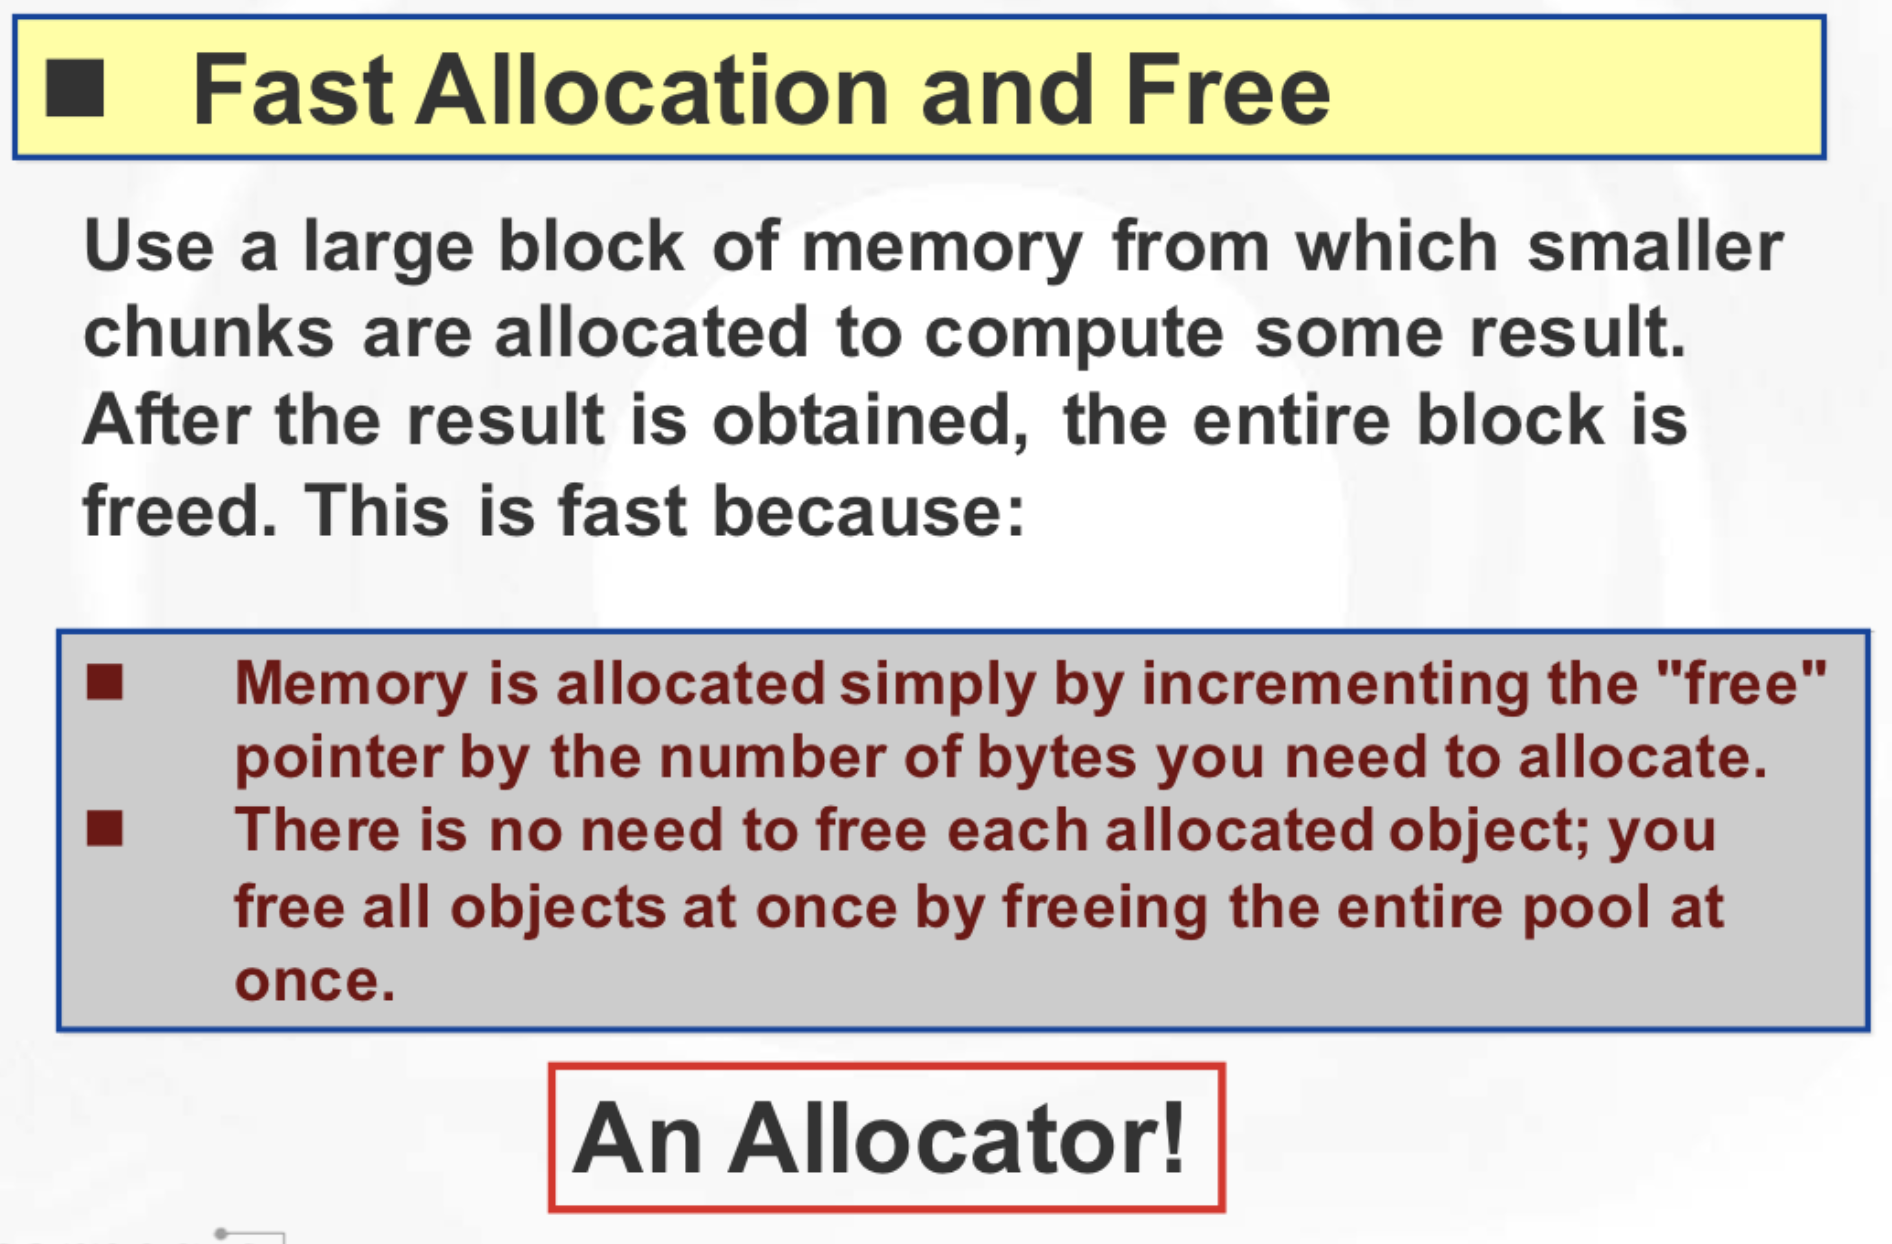 ■ Fast Allocation and Free
Use a large block of memory from which smaller
chunks are allocated to compute some result.
After the result is obtained, the entire block is
freed. This is fast because:
■ Memory is allocated simply by incrementing the "free"
pointer by the number of bytes you need to allocate.
■ There is no need to free each allocated object; you
free all objects at once by freeing the entire pool at
once.
An Allocator!